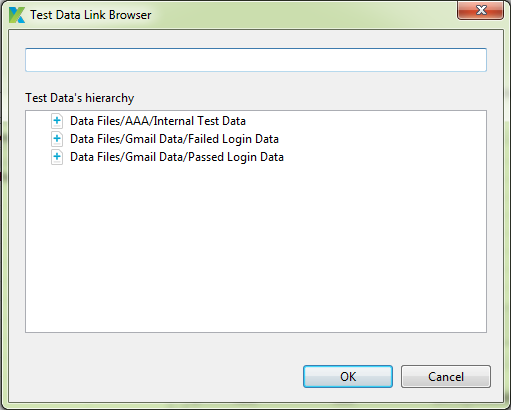 Test Data Link Browser
Test Data's hierarchy
Data Files/AAA/Internal Test Data
Data Files/Gmail Data/Failed Login Data
Data Files/Gmail Data/Passed Login Data
OK
Cancel